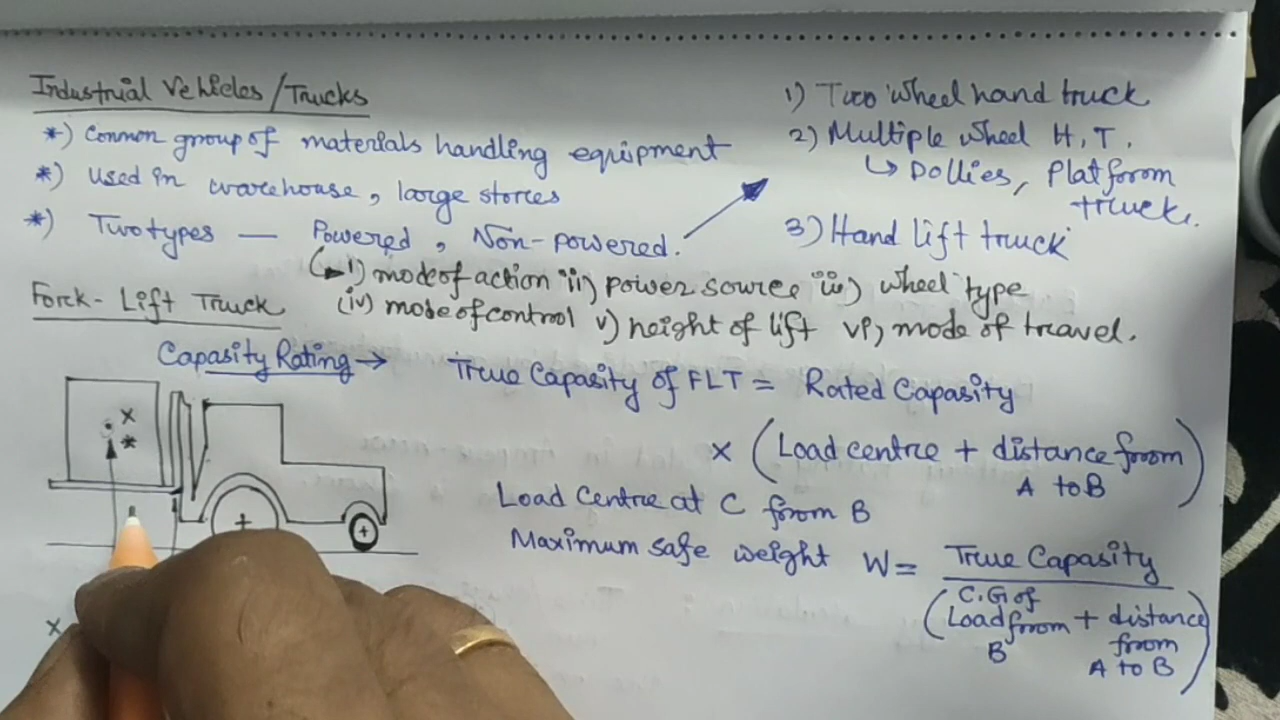 Industrial Vehicles/Trucks
*) Common group of materials handling equipment
*) Used in warehouse, large stores
*) Two types — Powered, Non-powered.
1) Two wheel hand truck
2) Multiple wheel H.T.
↳ Dollies, Platform
truck.
3) Hand lift truck
(→ i) mode of action ii) power source iii) wheel type
(iv) mode of control v) height of lift vi) mode of travel.
Fork-Lift Truck
Capasity Rating →
True Capasity of FLT = Rated Capasity
× (Load centre + distance from
A to B)
Load Centre at C from B
Maximum safe weight W = True Capasity
(C.G of
Load from + distance
B from
A to B)
x
*
+
+
x